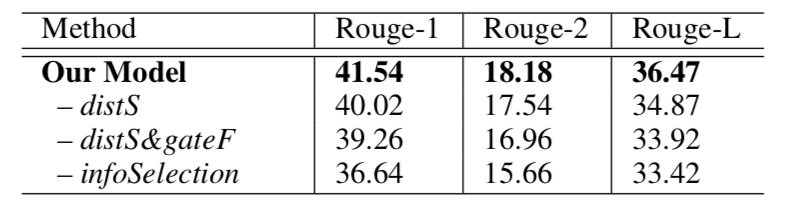 Method Rouge-1 Rouge-2 Rouge-L
Our Model 41.54 18.18 36.47
– distS 40.02 17.54 34.87
– distS&gateF 39.26 16.96 33.92
– infoSelection 36.64 15.66 33.42